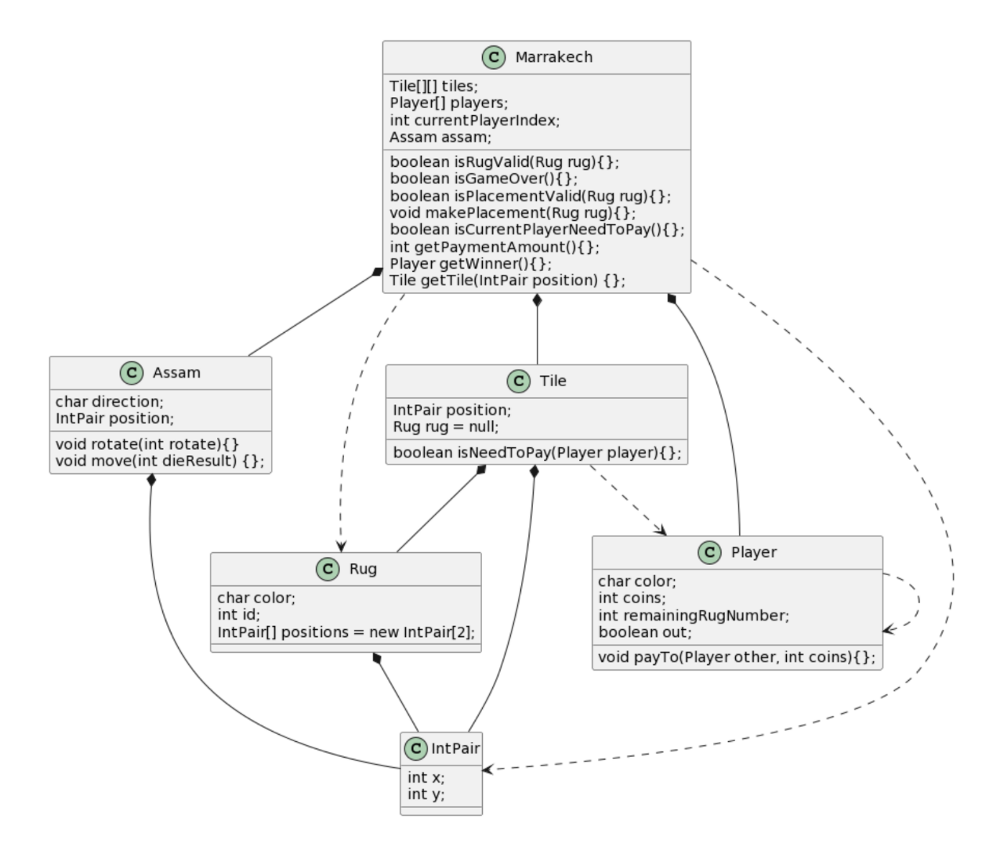 C Marrakech
Tile[][] tiles;
Player[] players;
int currentPlayerIndex;
Assam assam;
boolean isRugValid(Rug rug){};
boolean isGameOver(){};
boolean isPlacementValid(Rug rug){};
void makePlacement(Rug rug){};
boolean isCurrentPlayerNeedToPay(){};
int getPaymentAmount(){};
Player getWinner(){};
Tile getTile(IntPair position) {};
C Assam
char direction;
IntPair position;
void rotate(int rotate){}
void move(int dieResult) {};
C Tile
IntPair position;
Rug rug = null;
boolean isNeedToPay(Player player){};
C Rug
char color;
int id;
IntPair[] positions = new IntPair[2];
C Player
char color;
int coins;
int remainingRugNumber;
boolean out;
void payTo(Player other, int coins){};
C IntPair
int x;
int y;